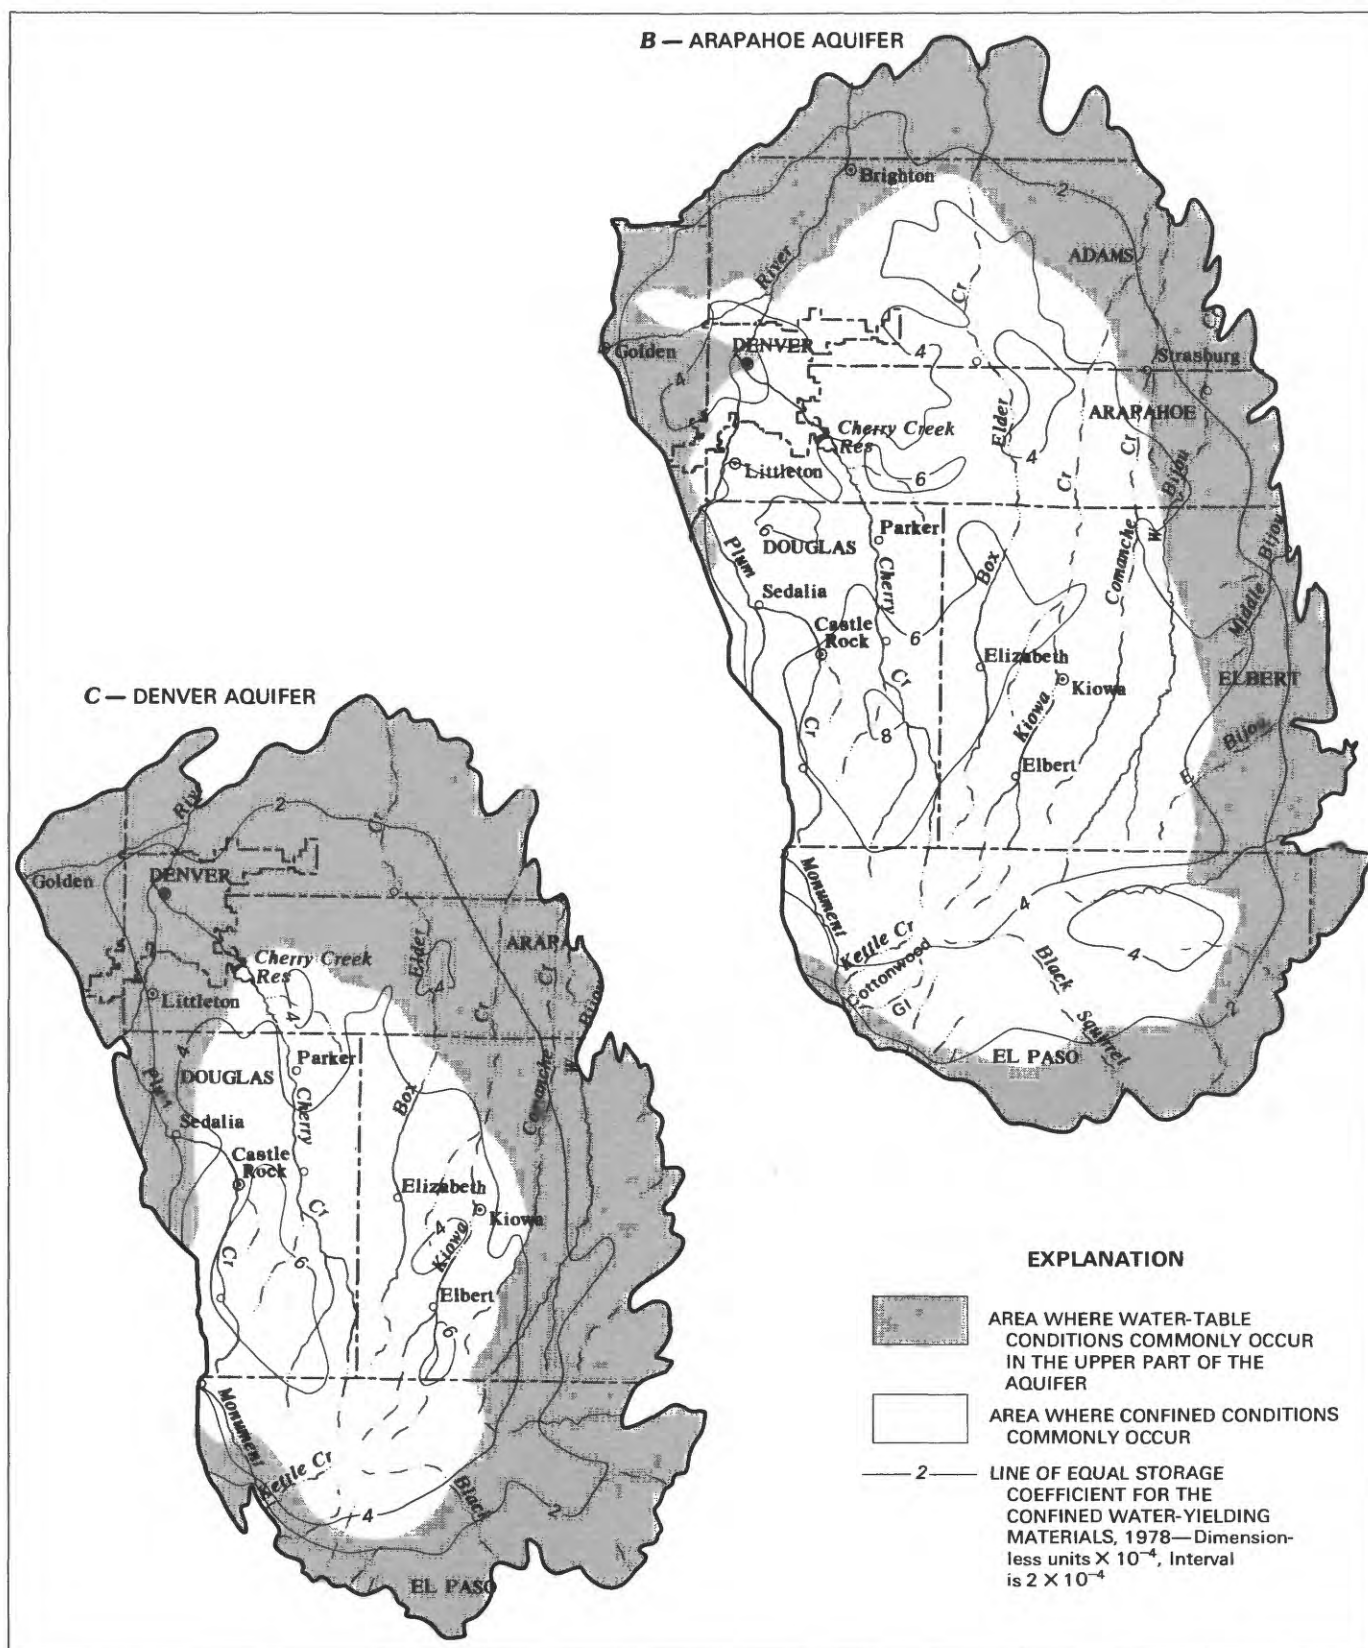 B — ARAPAHOE AQUIFER
Brighton
2
River
ADAMS
Cr
Golden
DENVER
4
4
Strasburg
ARAPAHOE
Elder
4
Cherry Creek
Res
Cr
Cr
Littleton
6
Bijou
W
6
Parker
DOUGLAS
Plum
Cherry
Box
Comanche
Middle Bijou
Sedalia
Castle
Rock
6
Elizabeth
Cr
Kiowa
Kiowa
ELBERT
Cr
8
Elbert
E
Bijou
Monument
4
Kettle Cr
Cottonwood
Black
4
Squirrel
2
EL PASO
C — DENVER AQUIFER
2
Cr
Golden
DENVER
Elder
4
Cherry Creek
Res
Cr
Cr
Littleton
4
W
Bijou
4
Parker
DOUGLAS
Cherry
Box
Comanche
Sedalia
Castle
Rock
Elizabeth
Cr
4
Kiowa
Kiowa
Cr
6
Elbert
6
Monument
Kettle Cr
Black
4
2
EL PASO
EXPLANATION
AREA WHERE WATER-TABLE
CONDITIONS COMMONLY OCCUR
IN THE UPPER PART OF THE
AQUIFER
AREA WHERE CONFINED CONDITIONS
COMMONLY OCCUR
2
LINE OF EQUAL STORAGE
COEFFICIENT FOR THE
CONFINED WATER-YIELDING
MATERIALS, 1978—Dimension-
less units × 10⁻⁴, Interval
is 2 × 10⁻⁴